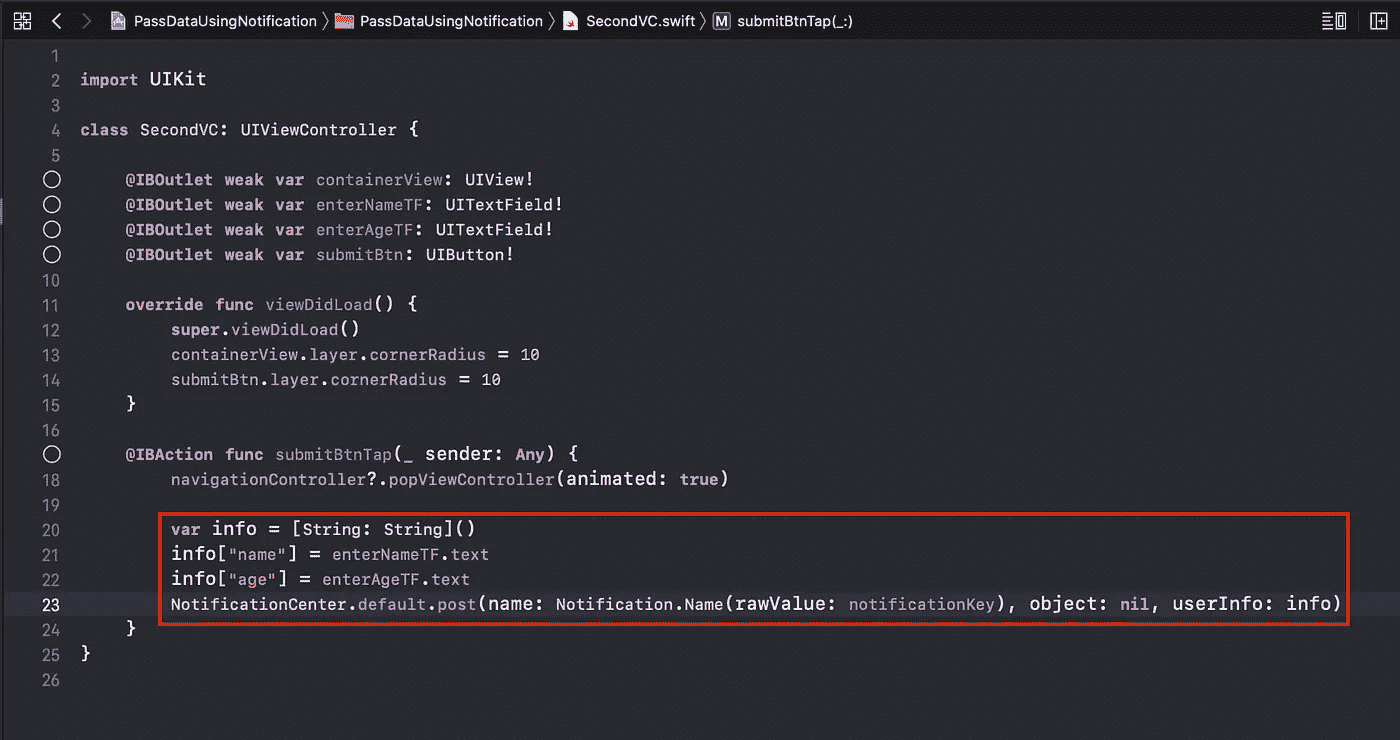 PassDataUsingNotification PassDataUsingNotification SecondVC.swift M submitBtnTap(_:)
1
2 import UIKit
3
4 class SecondVC: UIViewController {
5
@IBOutlet weak var containerView: UIView!
@IBOutlet weak var enterNameTF: UITextField!
@IBOutlet weak var enterAgeTF: UITextField!
@IBOutlet weak var submitBtn: UIButton!
10
11 override func viewDidLoad() {
12 super.viewDidLoad()
13 containerView.layer.cornerRadius = 10
14 submitBtn.layer.cornerRadius = 10
15 }
16
@IBAction func submitBtnTap(_ sender: Any) {
18 navigationController?.popViewController(animated: true)
19
20 var info = [String: String]()
21 info["name"] = enterNameTF.text
22 info["age"] = enterAgeTF.text
23 NotificationCenter.default.post(name: Notification.Name(rawValue: notificationKey), object: nil, userInfo: info)
24 }
25 }
26